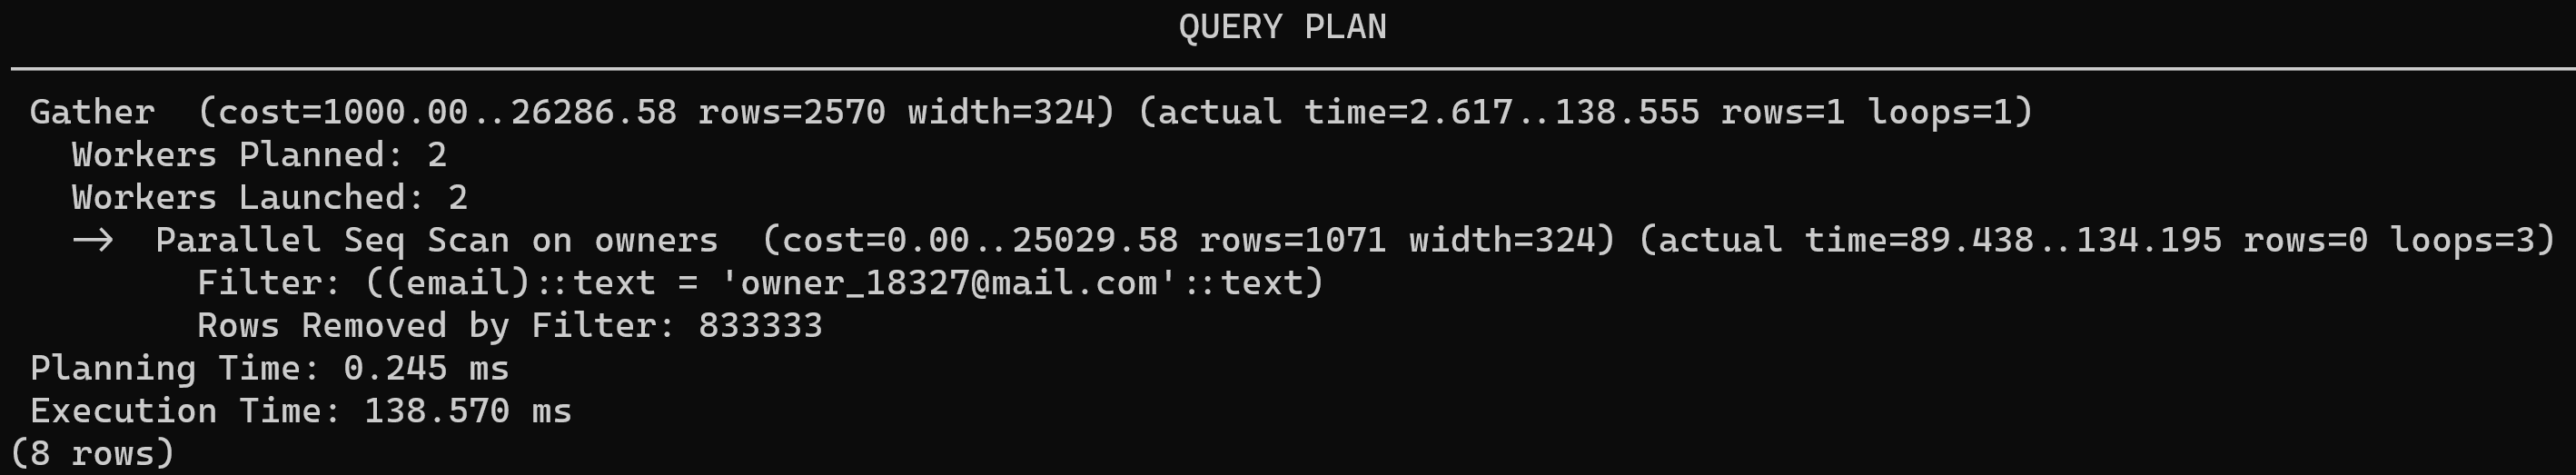 QUERY PLAN
Gather  (cost=1000.00..26286.58 rows=2570 width=324) (actual time=2.617..138.555 rows=1 loops=1)
  Workers Planned: 2
  Workers Launched: 2
  ->  Parallel Seq Scan on owners  (cost=0.00..25029.58 rows=1071 width=324) (actual time=89.438..134.195 rows=0 loops=3)
        Filter: ((email)::text = 'owner_18327@mail.com'::text)
        Rows Removed by Filter: 833333
Planning Time: 0.245 ms
Execution Time: 138.570 ms
(8 rows)